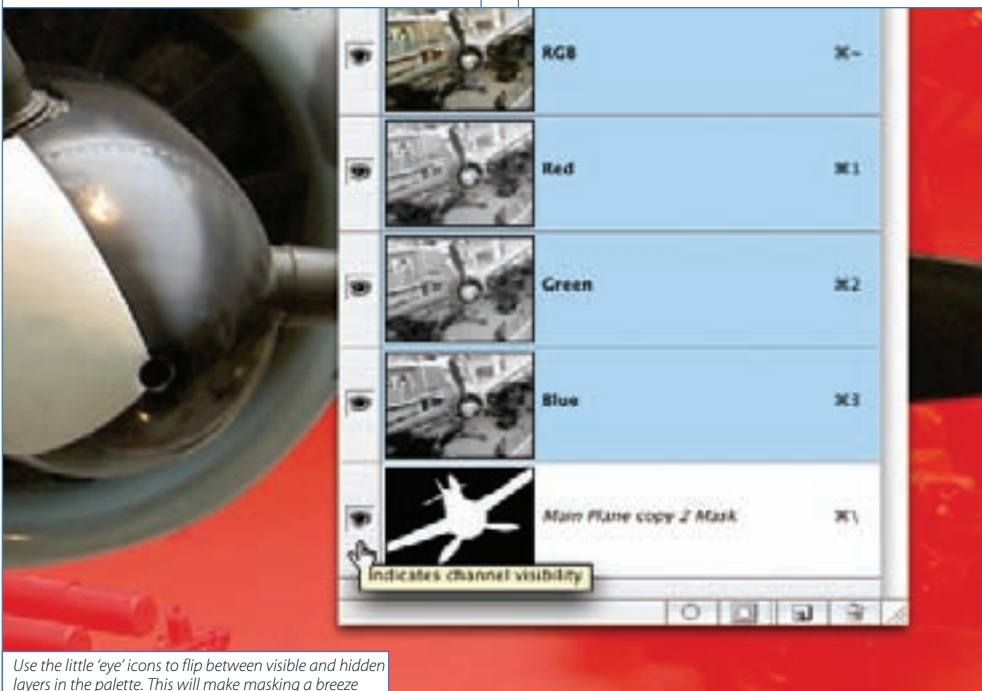 RGB ⌘~
Red ⌘1
Green ⌘2
Blue ⌘3
Main Plane copy 2 Mask ⌘\
Indicates channel visibility
Use the little ‘eye’ icons to flip between visible and hidden
layers in the palette. This will make masking a breeze